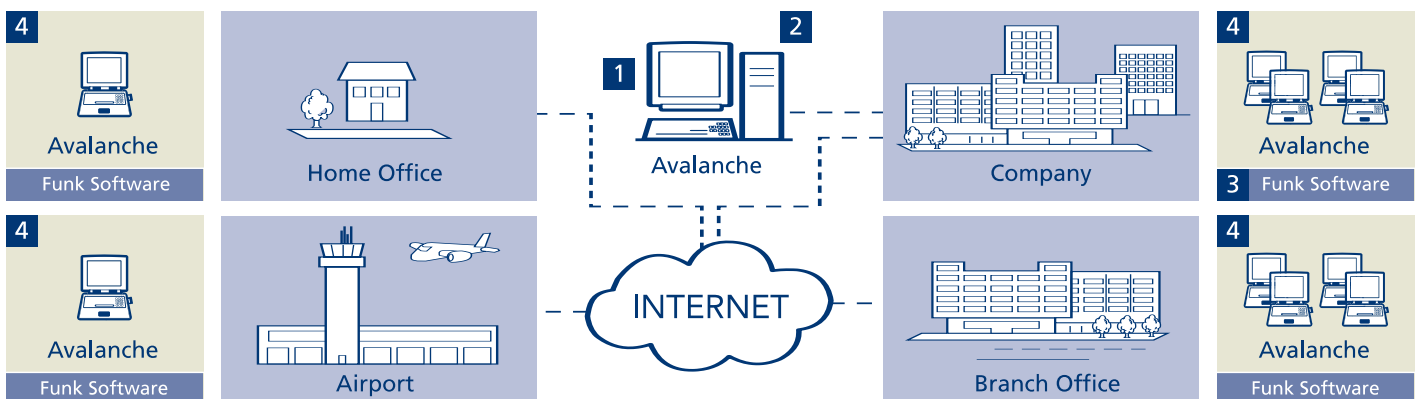 4
Avalanche
Funk Software
Home Office
1
2
Avalanche
Company
4
Avalanche
3 Funk Software
4
Avalanche
Funk Software
Airport
INTERNET
Branch Office
4
Avalanche
Funk Software